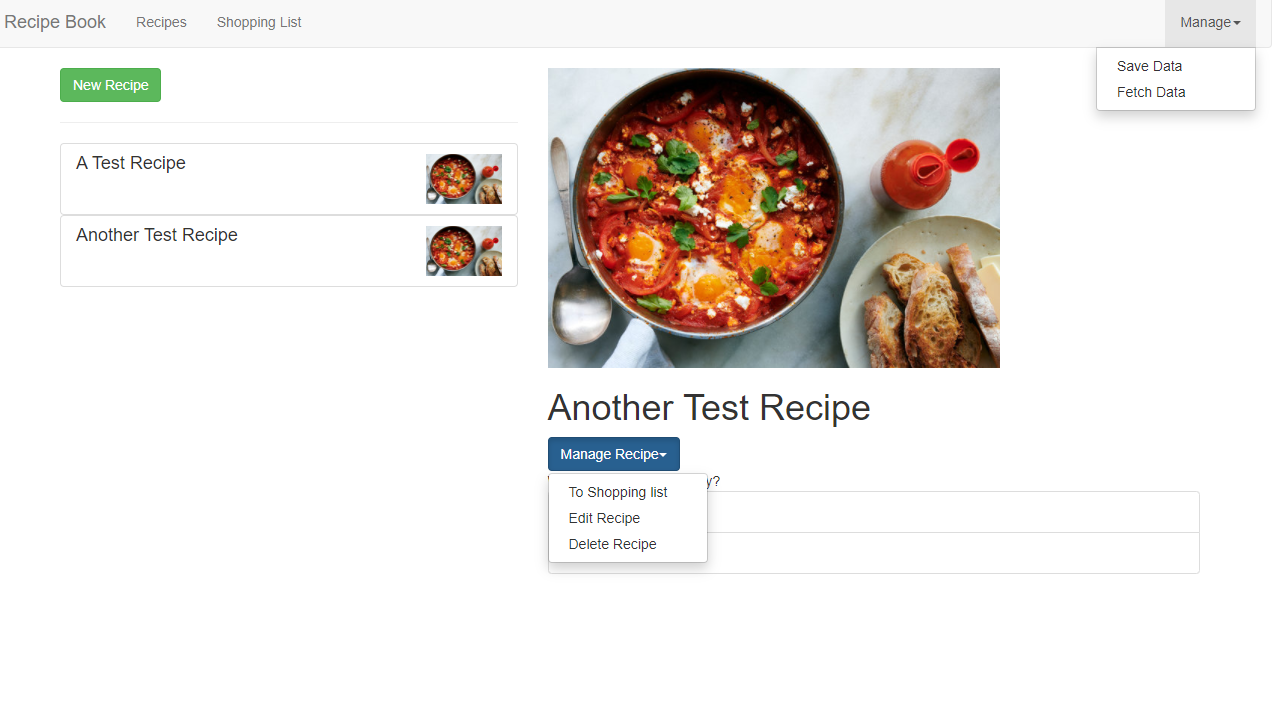 Recipe Book Recipes Shopping List Manage
Save Data
Fetch Data
New Recipe
A Test Recipe
Another Test Recipe
Another Test Recipe
Manage Recipe
To Shopping list
Edit Recipe
Delete Recipe